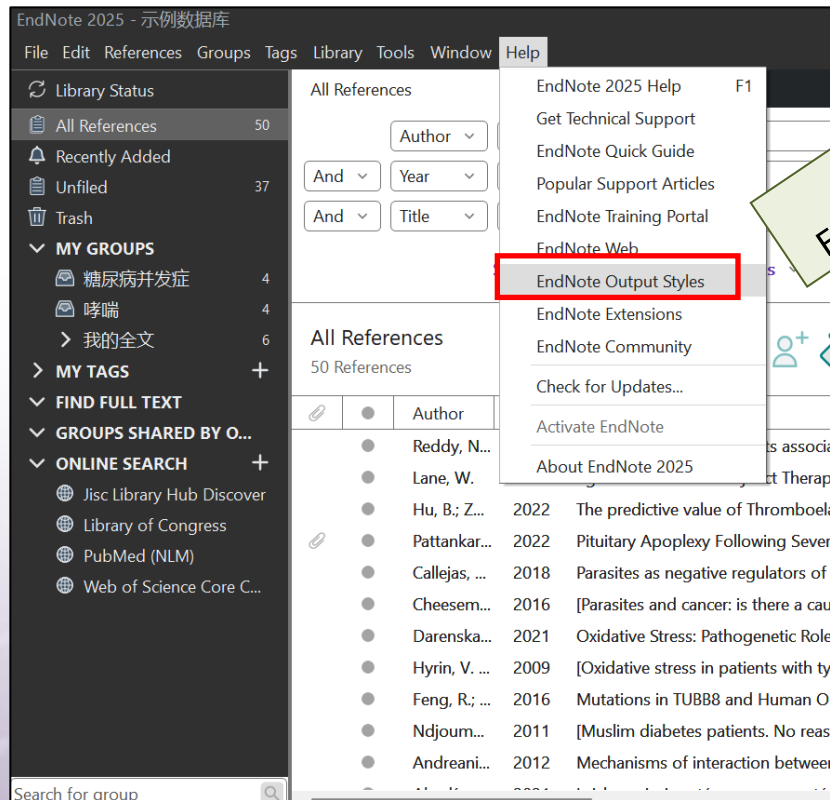 EndNote 2025 - 示例数据库
File Edit References Groups Tags Library Tools Window Help
Library Status
All References 50
Recently Added
Unfiled 37
Trash
MY GROUPS
糖尿病并发症 4
哮喘 4
我的全文 6
MY TAGS
FIND FULL TEXT
GROUPS SHARED BY O...
ONLINE SEARCH
Jisc Library Hub Discover
Library of Congress
PubMed (NLM)
Web of Science Core C...
Search for group
All References
Author
And Year
And Title
EndNote 2025 Help F1
Get Technical Support
EndNote Quick Guide
Popular Support Articles
EndNote Training Portal
EndNote Web
EndNote Output Styles
EndNote Extensions
EndNote Community
Check for Updates...
Activate EndNote
About EndNote 2025
All References
50 References
Author
Reddy, N...
Lane, W.
Hu, B.; Z... 2022 The predictive value of
Pattankar... 2022 Pituitary Apoplexy Following
Callejas, ... 2018 Parasites as negative regulators of
Cheesem... 2016 [Parasites and cancer: is there a
Darenska... 2021 Oxidative Stress: Pathogenetic Role
Hyrin, V. ... 2009 [Oxidative stress in patients with
Feng, R.; ... 2016 Mutations in TUBB8 and Human
Ndjoum... 2011 [Muslim diabetes patients. No
Andreani... 2012 Mechanisms of interaction